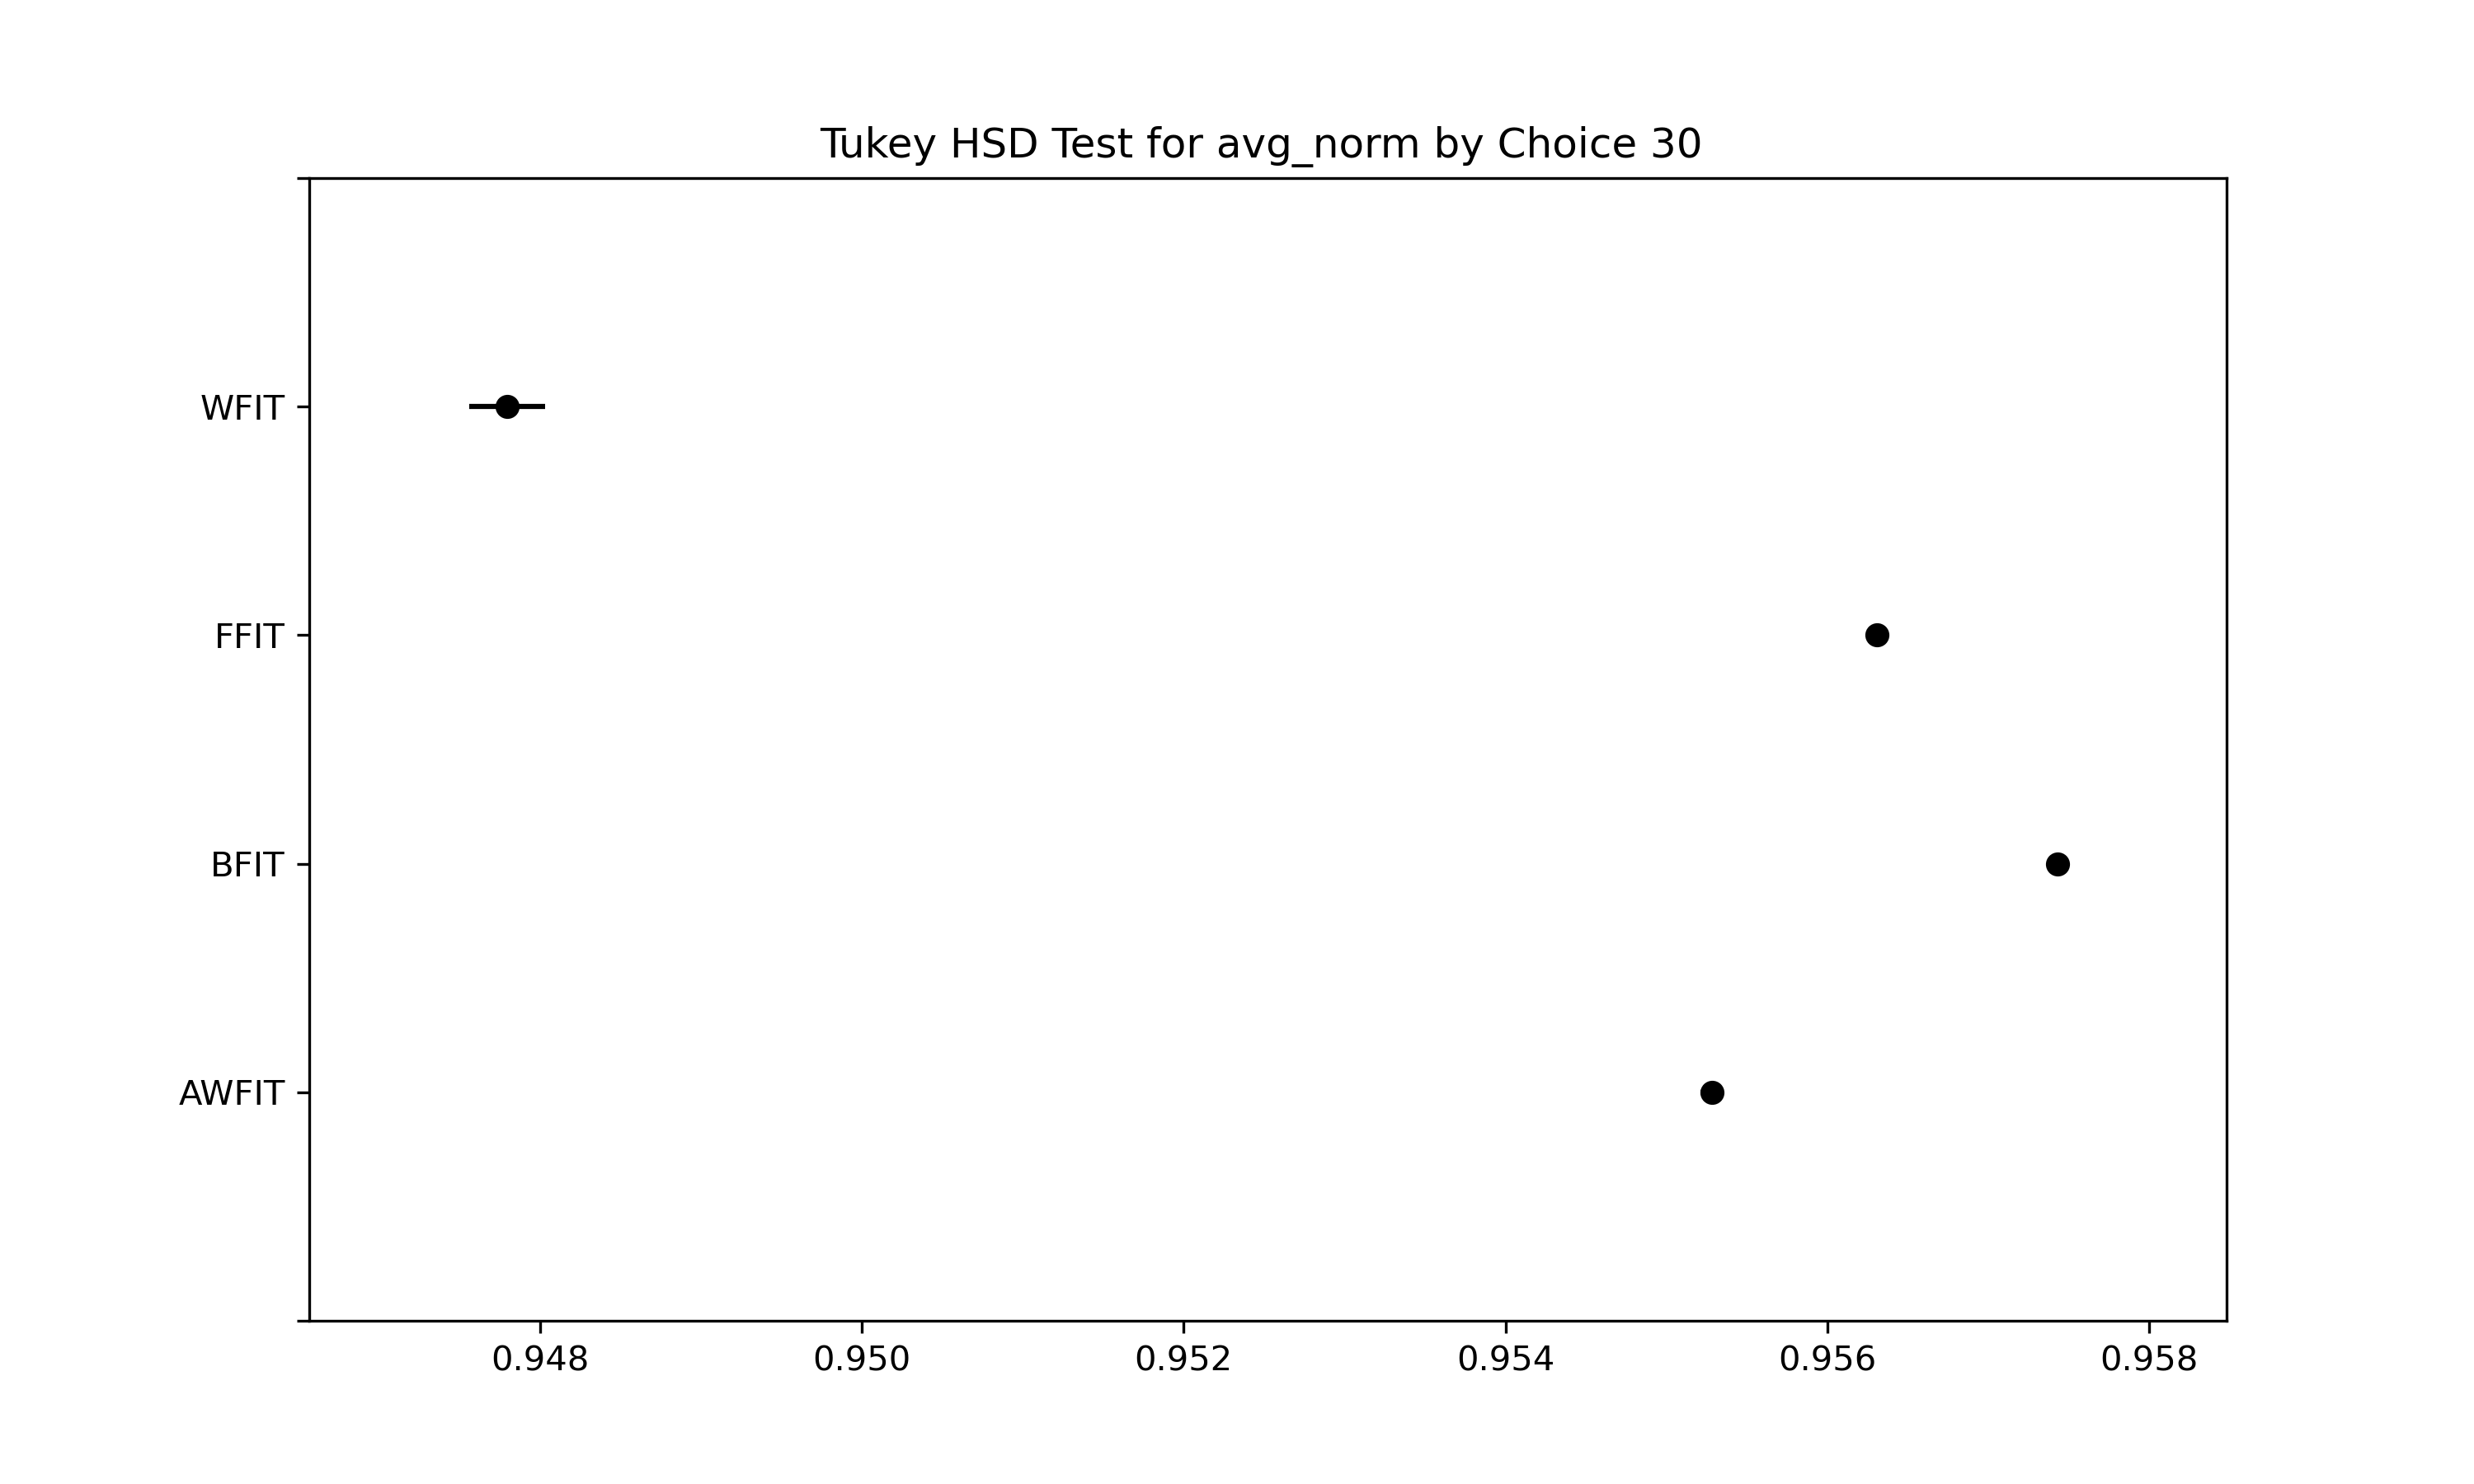 Tukey HSD Test for avg_norm by Choice 30
WFIT
FFIT
BFIT
AWFIT
0.948 0.950 0.952 0.954 0.956 0.958